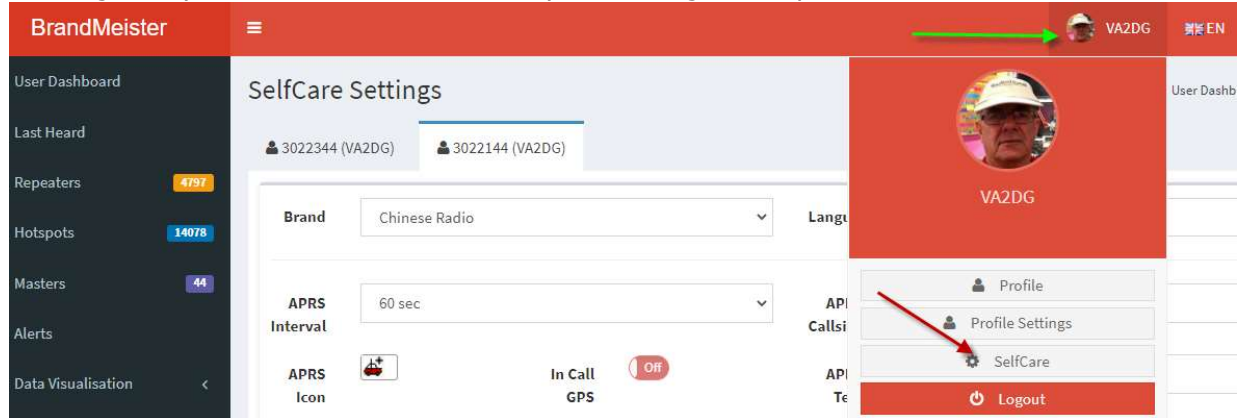 BrandMeister
VA2DG
EN
User Dashboard
Last Heard
Repeaters 4797
Hotspots 14078
Masters 44
Alerts
Data Visualisation
SelfCare Settings
User Dashb
3022344 (VA2DG)
3022144 (VA2DG)
Brand
Chinese Radio
Langu
APRS
Interval
60 sec
API
Callsi
APRS
Icon
In Call
GPS
Off
API
Te
VA2DG
Profile
Profile Settings
SelfCare
Logout